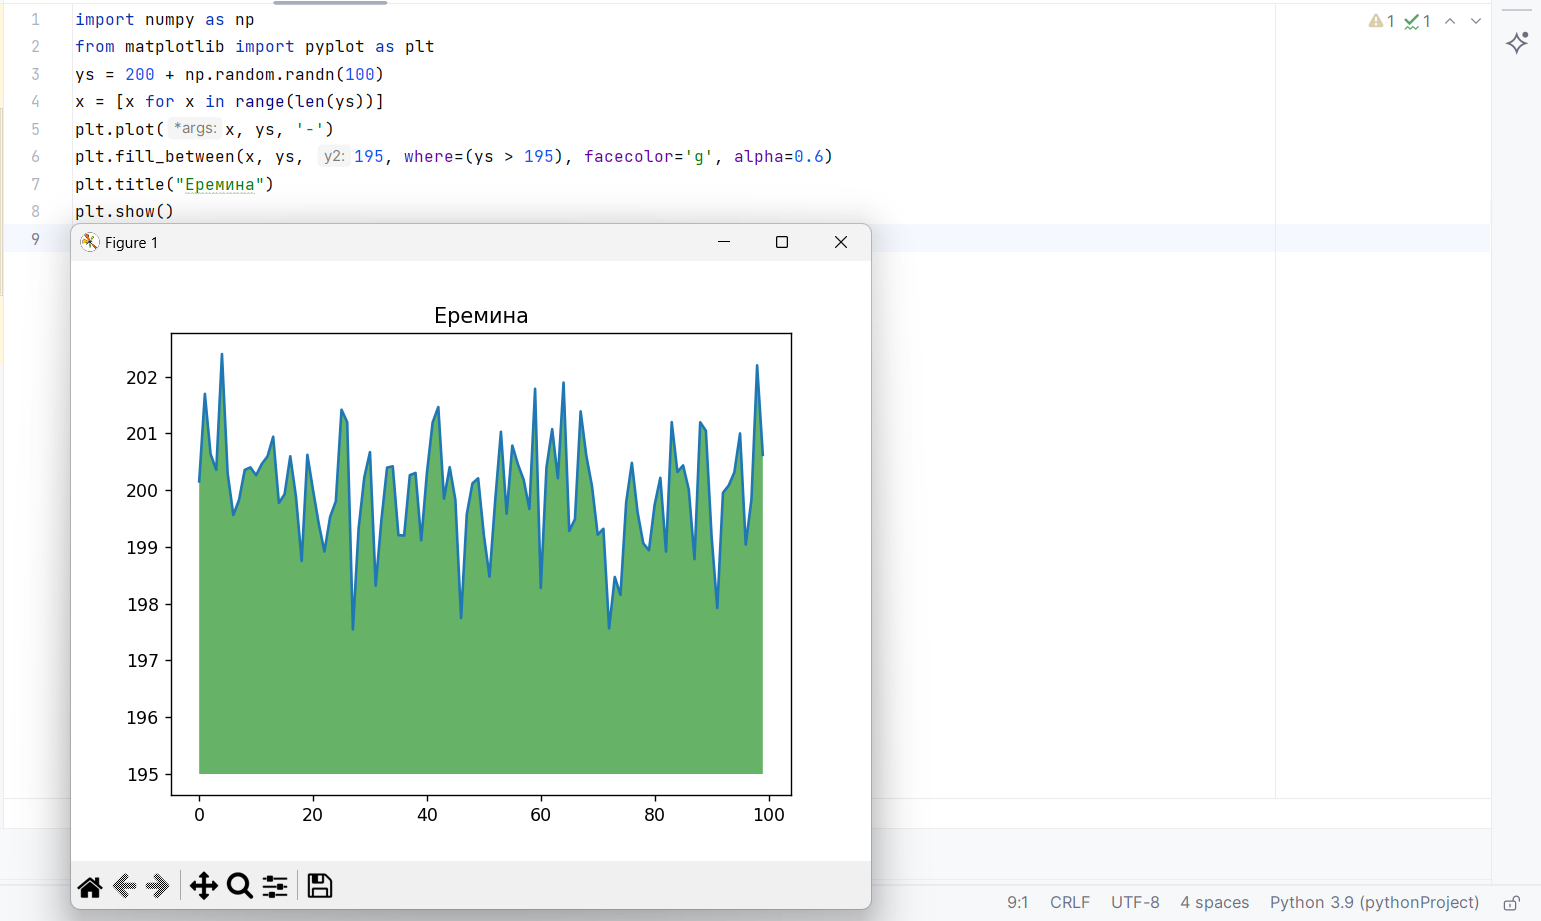 1 import numpy as np
2 from matplotlib import pyplot as plt
3 ys = 200 + np.random.randn(100)
4 x = [x for x in range(len(ys))]
5 plt.plot( *args: x, ys, '-')
6 plt.fill_between(x, ys, y2: 195, where=(ys > 195), facecolor='g', alpha=0.6)
7 plt.title("Еремина")
8 plt.show()
9
1 1
Figure 1
Еремина
202
201
200
199
198
197
196
195
0 20 40 60 80 100
9:1 CRLF UTF-8 4 spaces Python 3.9 (pythonProject)